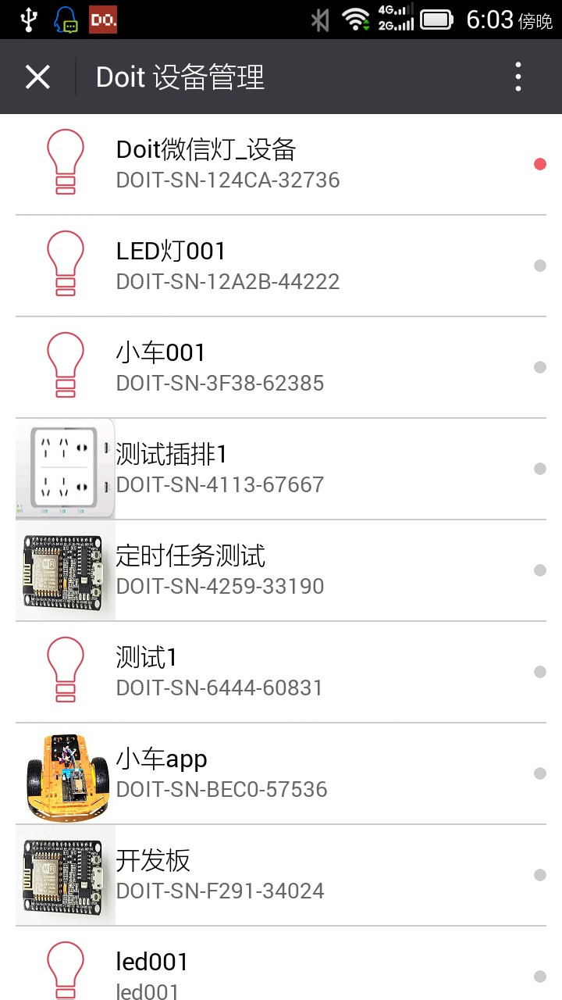 DO.
4G
2G
6:03 傍晚
Doit 设备管理
Doit微信灯_设备
DOIT-SN-124CA-32736
LED灯001
DOIT-SN-12A2B-44222
小车001
DOIT-SN-3F38-62385
测试插排1
DOIT-SN-4113-67667
定时任务测试
DOIT-SN-4259-33190
测试1
DOIT-SN-6444-60831
小车app
DOIT-SN-BEC0-57536
开发板
DOIT-SN-F291-34024
led001
led001